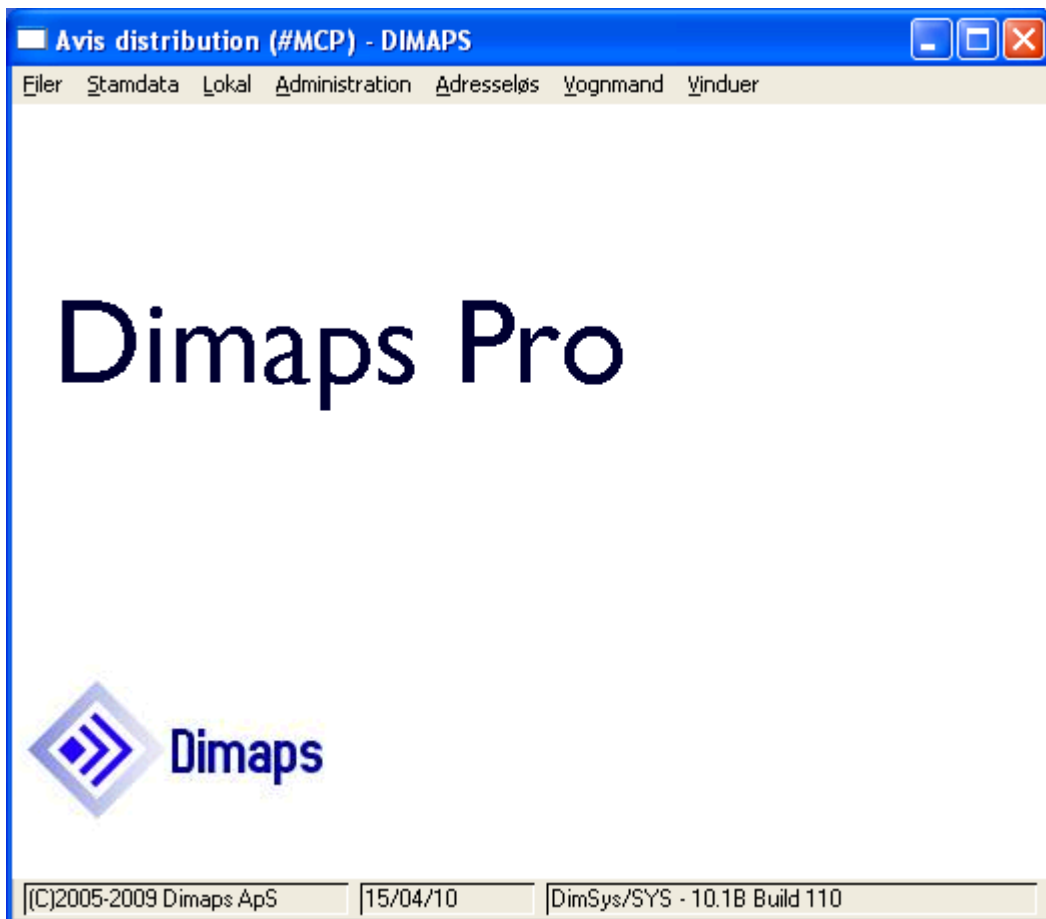 Avis distribution (#MCP) - DIMAPS
Filer Stamdata Lokal Administration Adresseløs Vognmand Vinduer
Dimaps Pro
Dimaps
(C)2005-2009 Dimaps ApS 15/04/10 DimSys/SYS - 10.1B Build 110